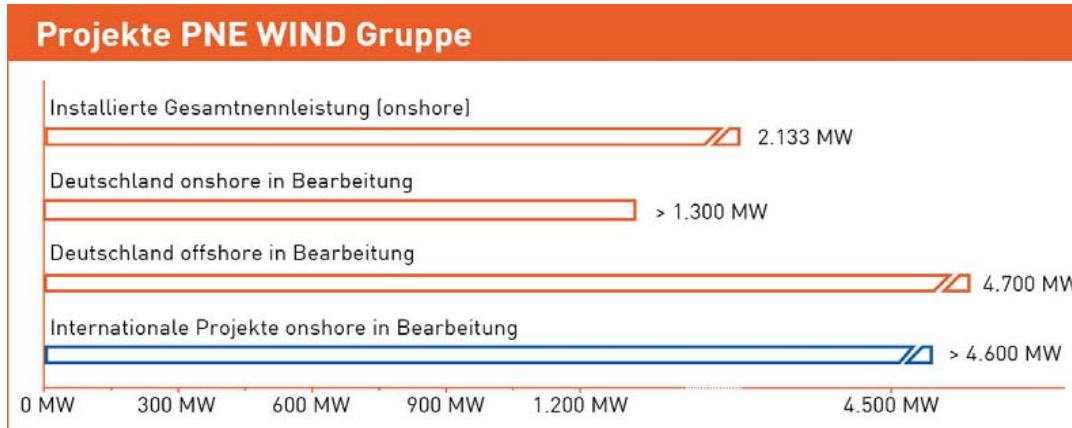 Projekte PNE WIND Gruppe
Installierte Gesamtnennleistung (onshore)
2.133 MW
Deutschland onshore in Bearbeitung
> 1.300 MW
Deutschland offshore in Bearbeitung
4.700 MW
Internationale Projekte onshore in Bearbeitung
> 4.600 MW
0 MW 300 MW 600 MW 900 MW 1.200 MW 4.500 MW